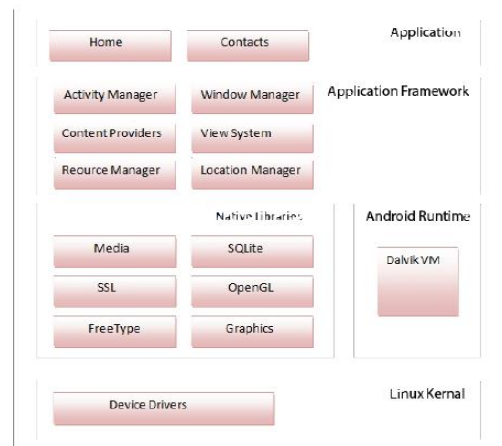 Application
Home
Contacts
Application Framework
Activity Manager
Window Manager
Content Providers
View System
Reource Manager
Location Manager
Native Libraries
Android Runtime
Media
SQLite
Dalvik VM
SSL
OpenGL
FreeType
Graphics
Linux Kernal
Device Drivers